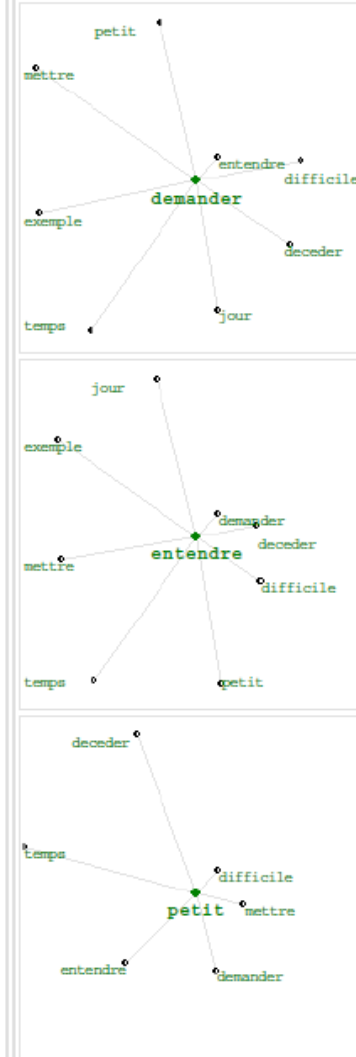 petit
mettre
entendre
difficile
demander
exemple
deceder
jour
temps
jour
exemple
demander
deceder
entendre
mettre
difficile
temps
petit
deceder
temps
difficile
petit
mettre
entendre
demander